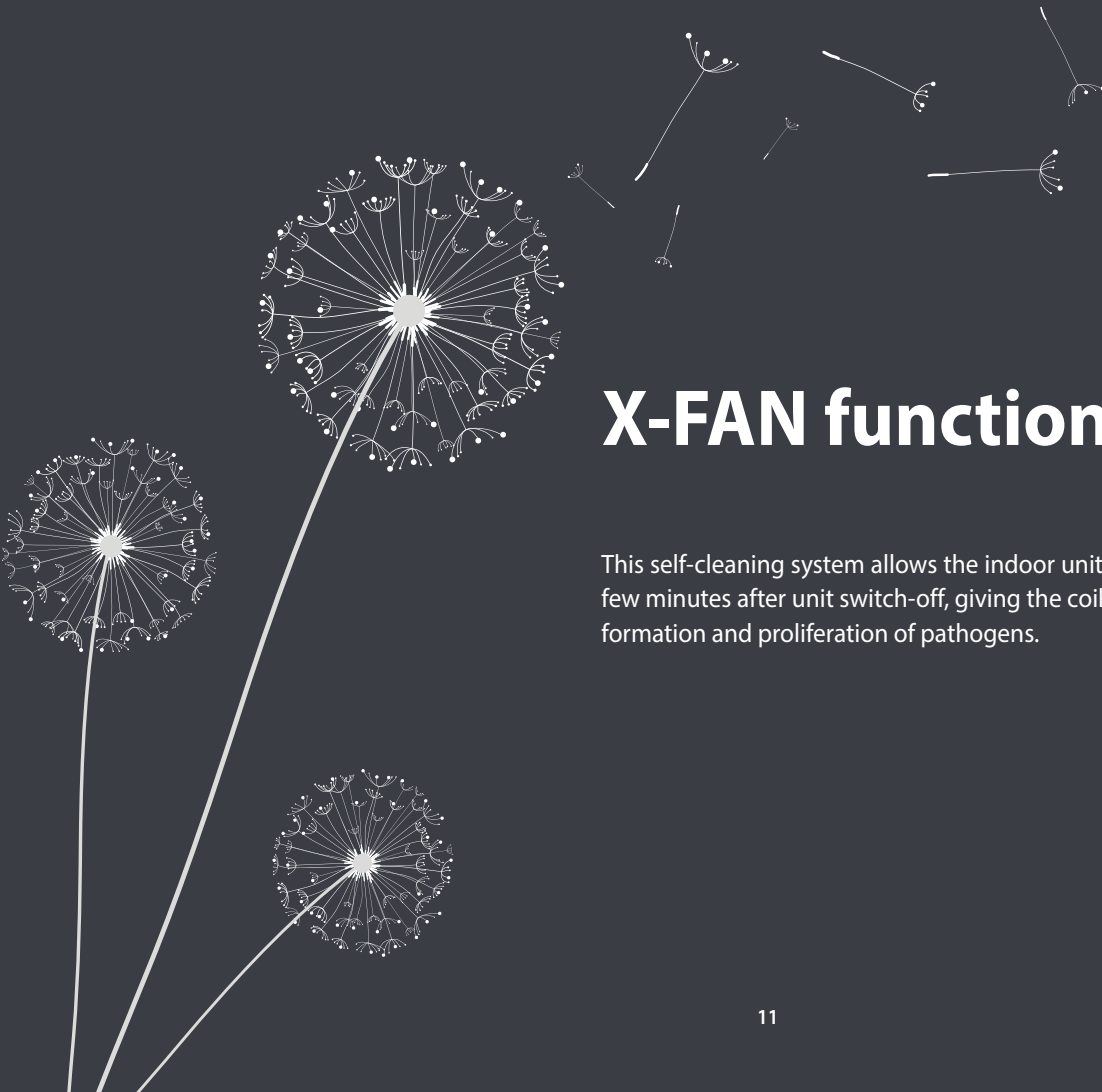 X-FAN function
This self-cleaning system allows the indoor unit
few minutes after unit switch-off, giving the coil
formation and proliferation of pathogens.
11